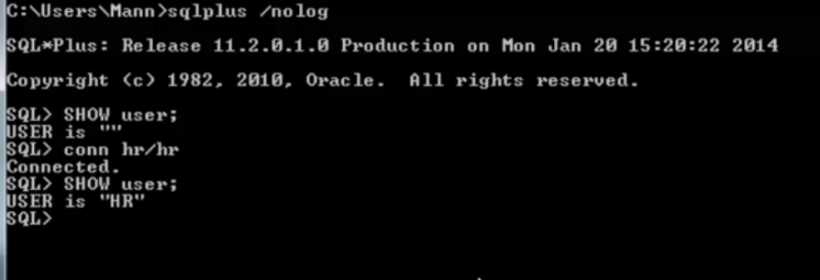 C:\Users\Mann>sqlplus /nolog
SQL*Plus: Release 11.2.0.1.0 Production on Mon Jan 20 15:20:22 2014
Copyright (c) 1982, 2010, Oracle.  All rights reserved.
SQL> SHOW user;
USER is ""
SQL> conn hr/hr
Connected.
SQL> SHOW user;
USER is "HR"
SQL>